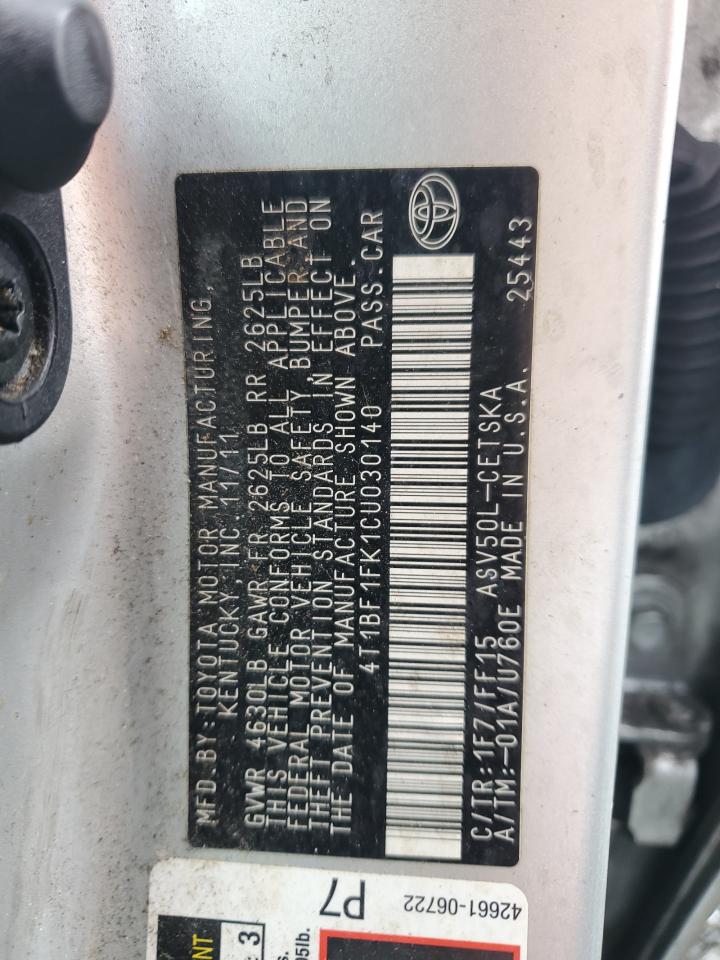 MFD.BY:TOYOTA MOTOR MANUFACTURING,
KENTUCKY, INC. 11/11
GVWR 4630LB GAWR FR 2625LB RR 2625LB
THIS VEHICLE CONFORMS TO ALL APPLICABLE
FEDERAL MOTOR VEHICLE SAFETY, BUMPER, AND
THEFT PREVENTION STANDARDS IN EFFECT ON
THE DATE OF MANUFACTURE SHOWN ABOVE.
4T1BF1FK1CU030140 PASS.CAR
C/TR:1F7/FF15 ASV50L-CETSKA
A/TM:-01A/U760E MADE IN U.S.A. 25443
P7
42661-06722
3